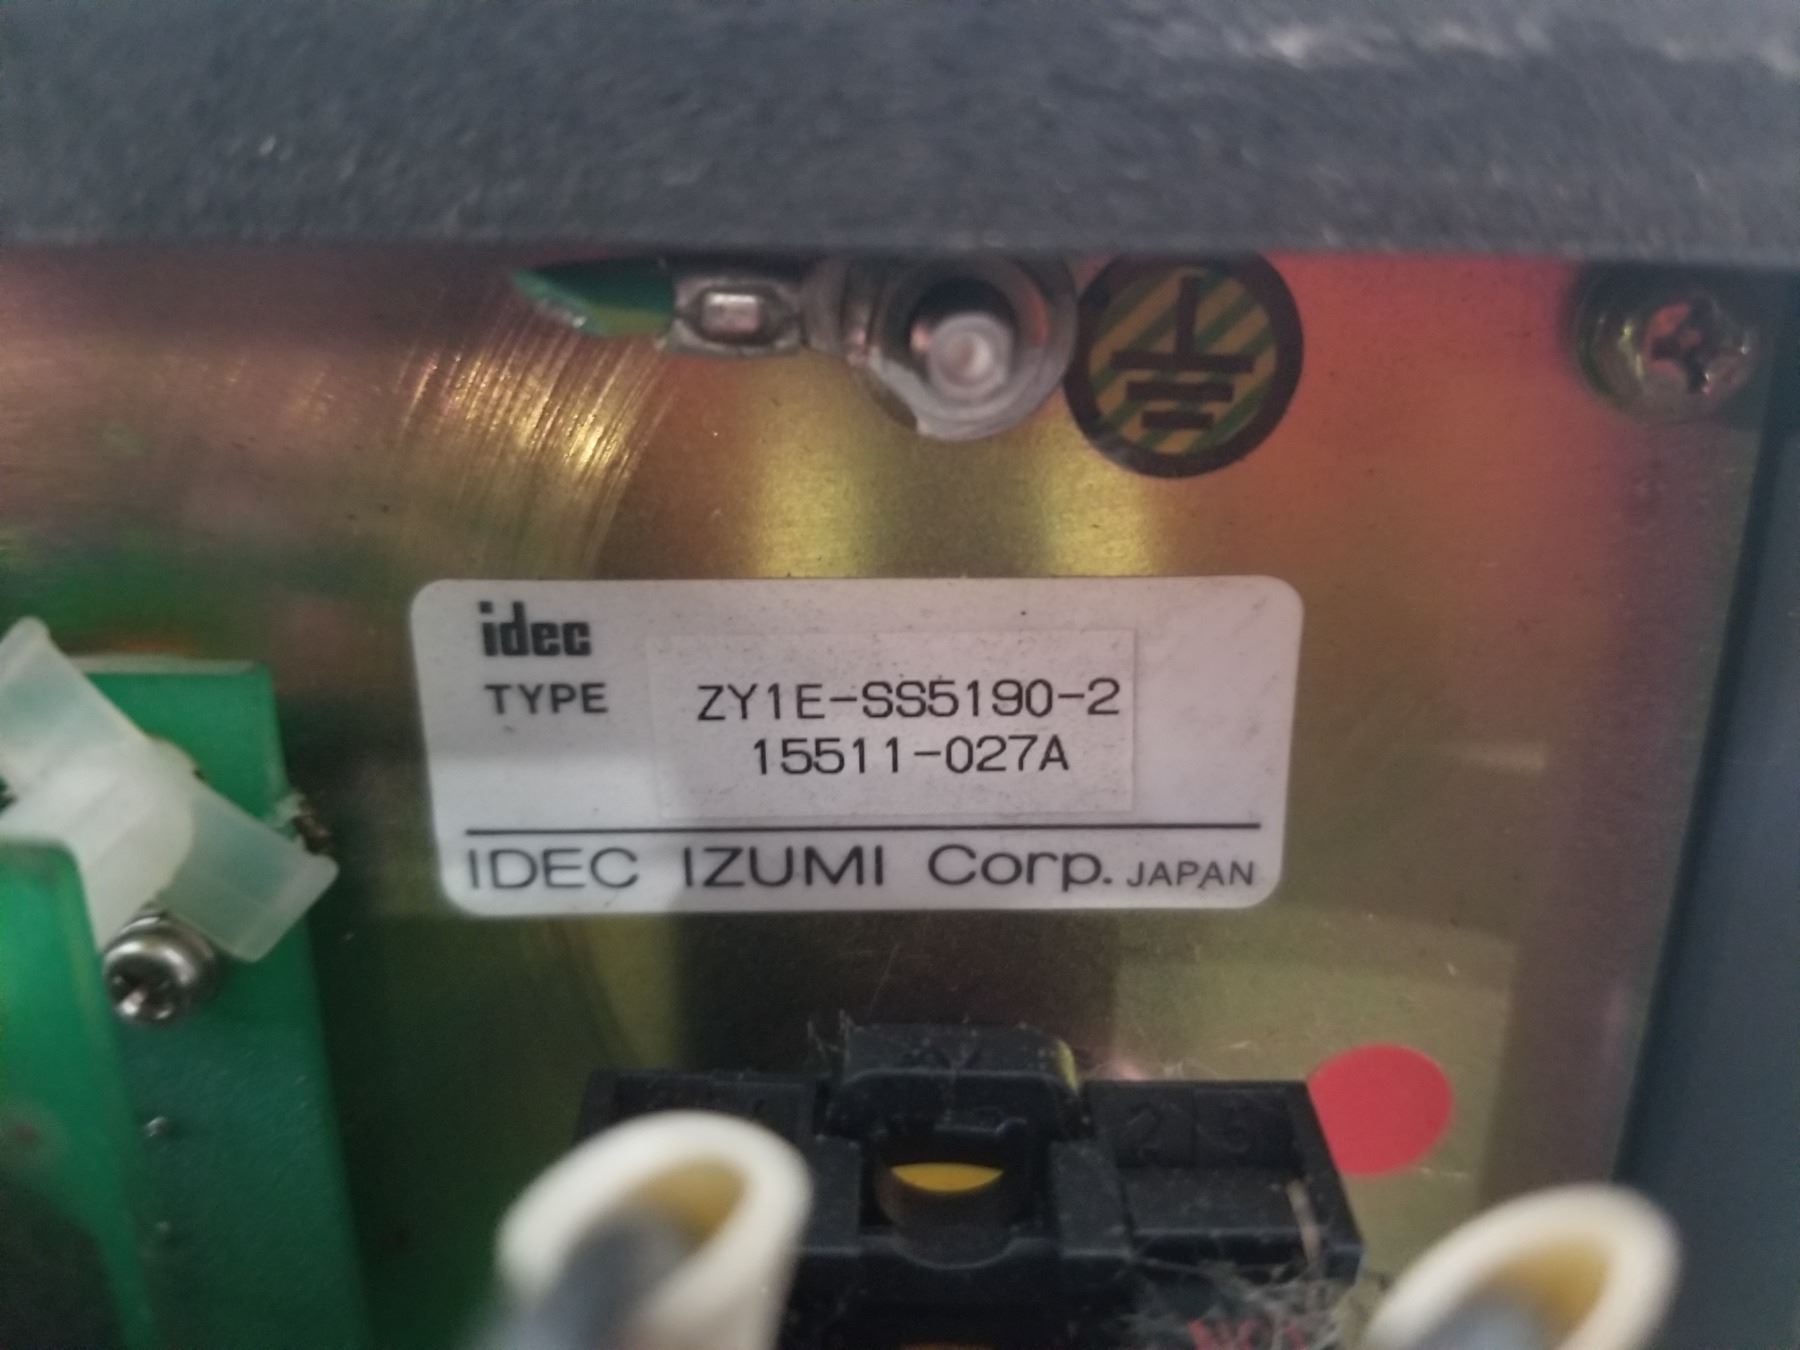 idec
TYPE ZY1E-SS5190-2
15511-027A
IDEC IZUMI Corp. JAPAN